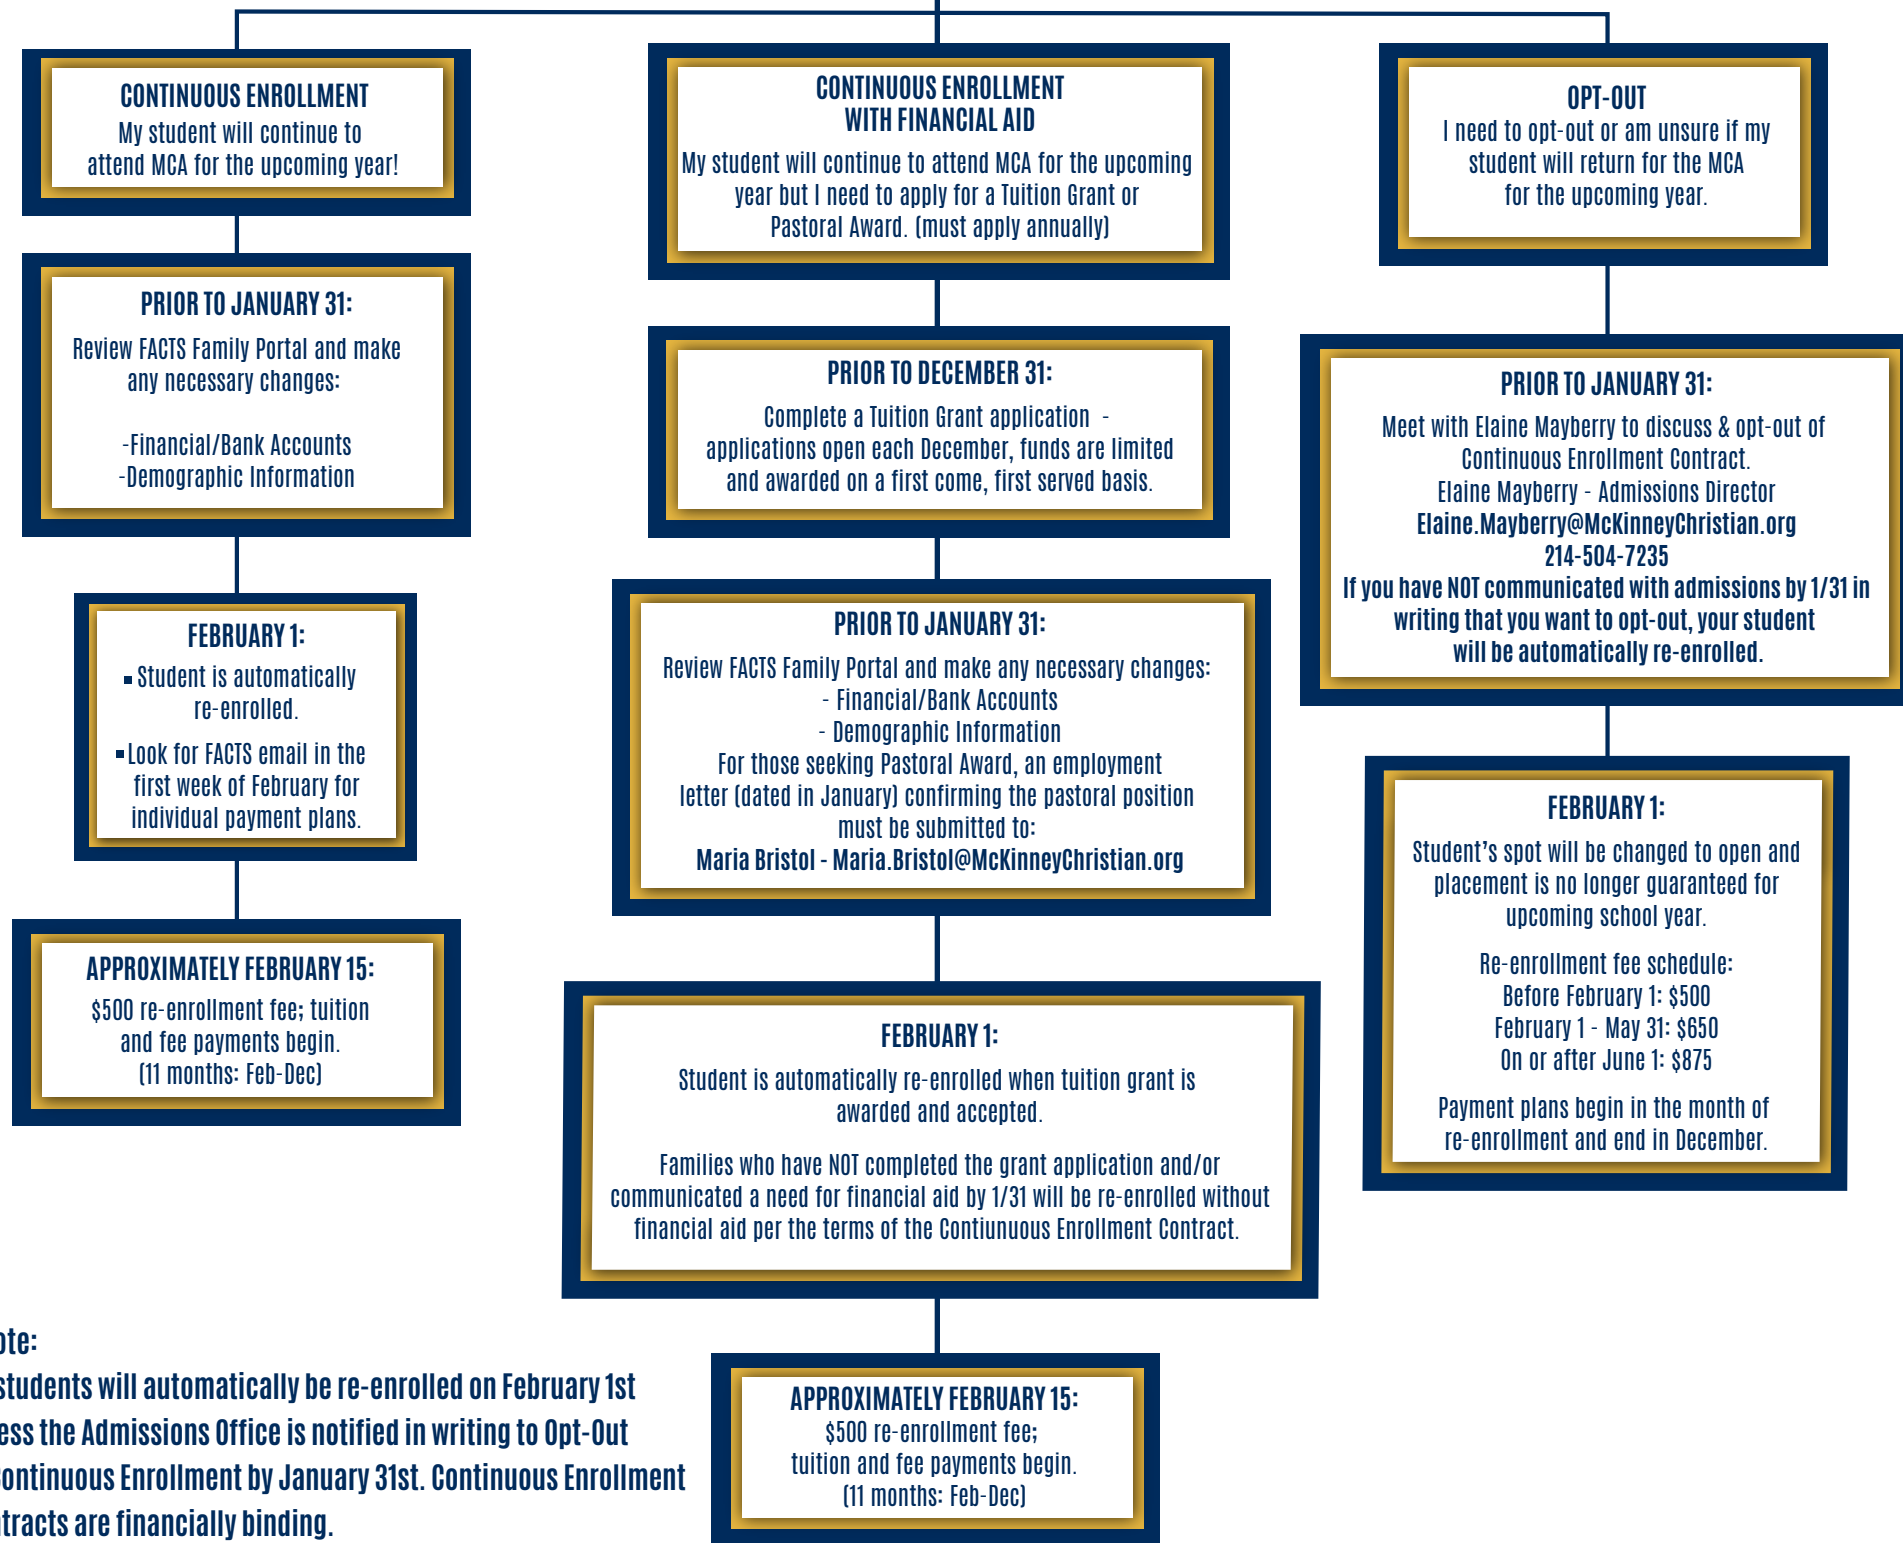 CONTINUOUS ENROLLMENT
My student will continue to
attend MCA for the upcoming year!
PRIOR TO JANUARY 31:
Review FACTS Family Portal and make
any necessary changes:
-Financial/Bank Accounts
-Demographic Information
FEBRUARY 1:
▪Student is automatically
re-enrolled.
▪Look for FACTS email in the
first week of February for
individual payment plans.
APPROXIMATELY FEBRUARY 15:
$500 re-enrollment fee; tuition
and fee payments begin.
(11 months: Feb-Dec)
CONTINUOUS ENROLLMENT
WITH FINANCIAL AID
My student will continue to attend MCA for the upcoming
year but I need to apply for a Tuition Grant or
Pastoral Award. (must apply annually)
PRIOR TO DECEMBER 31:
Complete a Tuition Grant application -
applications open each December, funds are limited
and awarded on a first come, first served basis.
PRIOR TO JANUARY 31:
Review FACTS Family Portal and make any necessary changes:
- Financial/Bank Accounts
- Demographic Information
For those seeking Pastoral Award, an employment
letter (dated in January) confirming the pastoral position
must be submitted to:
Maria Bristol - Maria.Bristol@McKinneyChristian.org
FEBRUARY 1:
Student is automatically re-enrolled when tuition grant is
awarded and accepted.
Families who have NOT completed the grant application and/or
communicated a need for financial aid by 1/31 will be re-enrolled without
financial aid per the terms of the Contiunuous Enrollment Contract.
APPROXIMATELY FEBRUARY 15:
$500 re-enrollment fee;
tuition and fee payments begin.
(11 months: Feb-Dec)
OPT-OUT
I need to opt-out or am unsure if my
student will return for the MCA
for the upcoming year.
PRIOR TO JANUARY 31:
Meet with Elaine Mayberry to discuss & opt-out of
Continuous Enrollment Contract.
Elaine Mayberry - Admissions Director
Elaine.Mayberry@McKinneyChristian.org
214-504-7235
If you have NOT communicated with admissions by 1/31 in
writing that you want to opt-out, your student
will be automatically re-enrolled.
FEBRUARY 1:
Student's spot will be changed to open and
placement is no longer guaranteed for
upcoming school year.
Re-enrollment fee schedule:
Before February 1: $500
February 1 - May 31: $650
On or after June 1: $875
Payment plans begin in the month of
re-enrollment and end in December.
ote:
students will automatically be re-enrolled on February 1st
ess the Admissions Office is notified in writing to Opt-Out
ontinuous Enrollment by January 31st. Continuous Enrollment
tracts are financially binding.